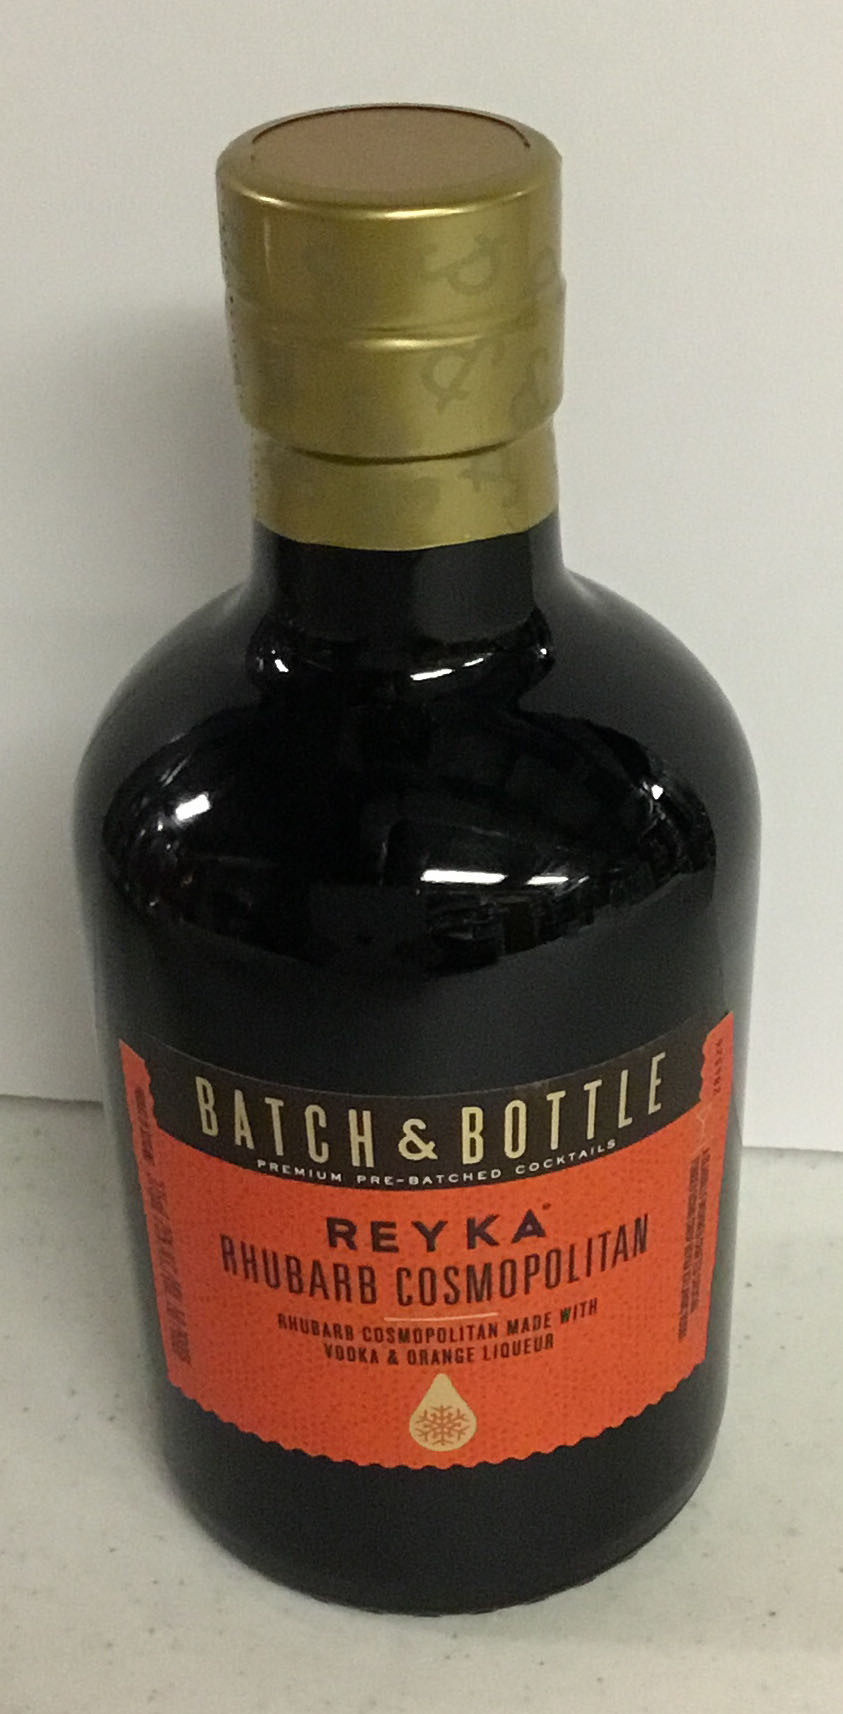 BATCH & BOTTLE
PREMIUM PRE-BATCHED COCKTAILS
REYKA
RHUBARB COSMOPOLITAN
RHUBARB COSMOPOLITAN MADE WITH
VODKA & ORANGE LIQUEUR